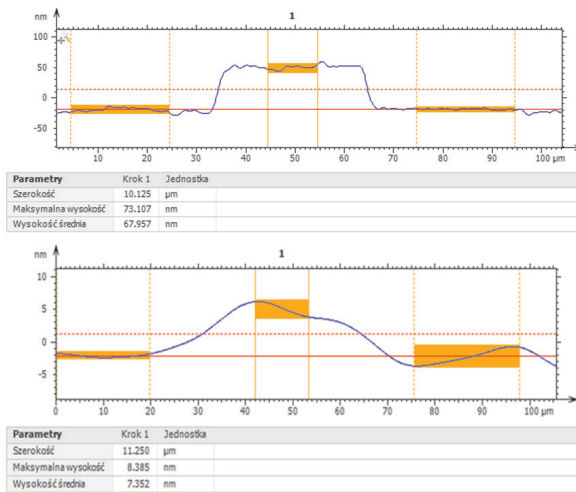 nm
1
100
50
0
-50
10 20 30 40 50 60 70 80 90 100 µm
Parametry Krok 1 Jednostka
Szerokość 10.125 µm
Maksymalna wysokość 73.107 nm
Wysokość średnia 67.957 nm
nm
1
10
5
0
-5
0 10 20 30 40 50 60 70 80 90 100 µm
Parametry Krok 1 Jednostka
Szerokość 11.250 µm
Maksymalna wysokość 8.385 nm
Wysokość średnia 7.352 nm